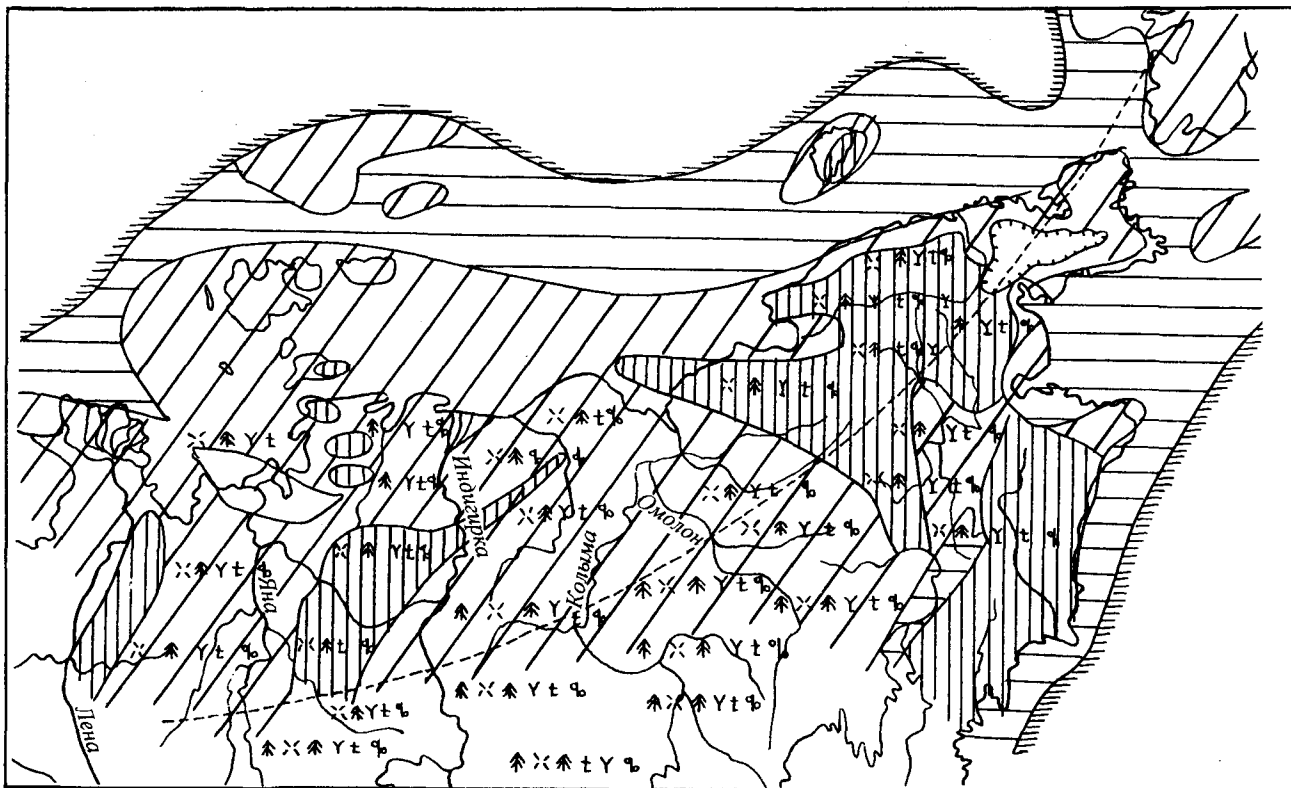 Индигирка
Омолон
Колыма
Яна
Лена